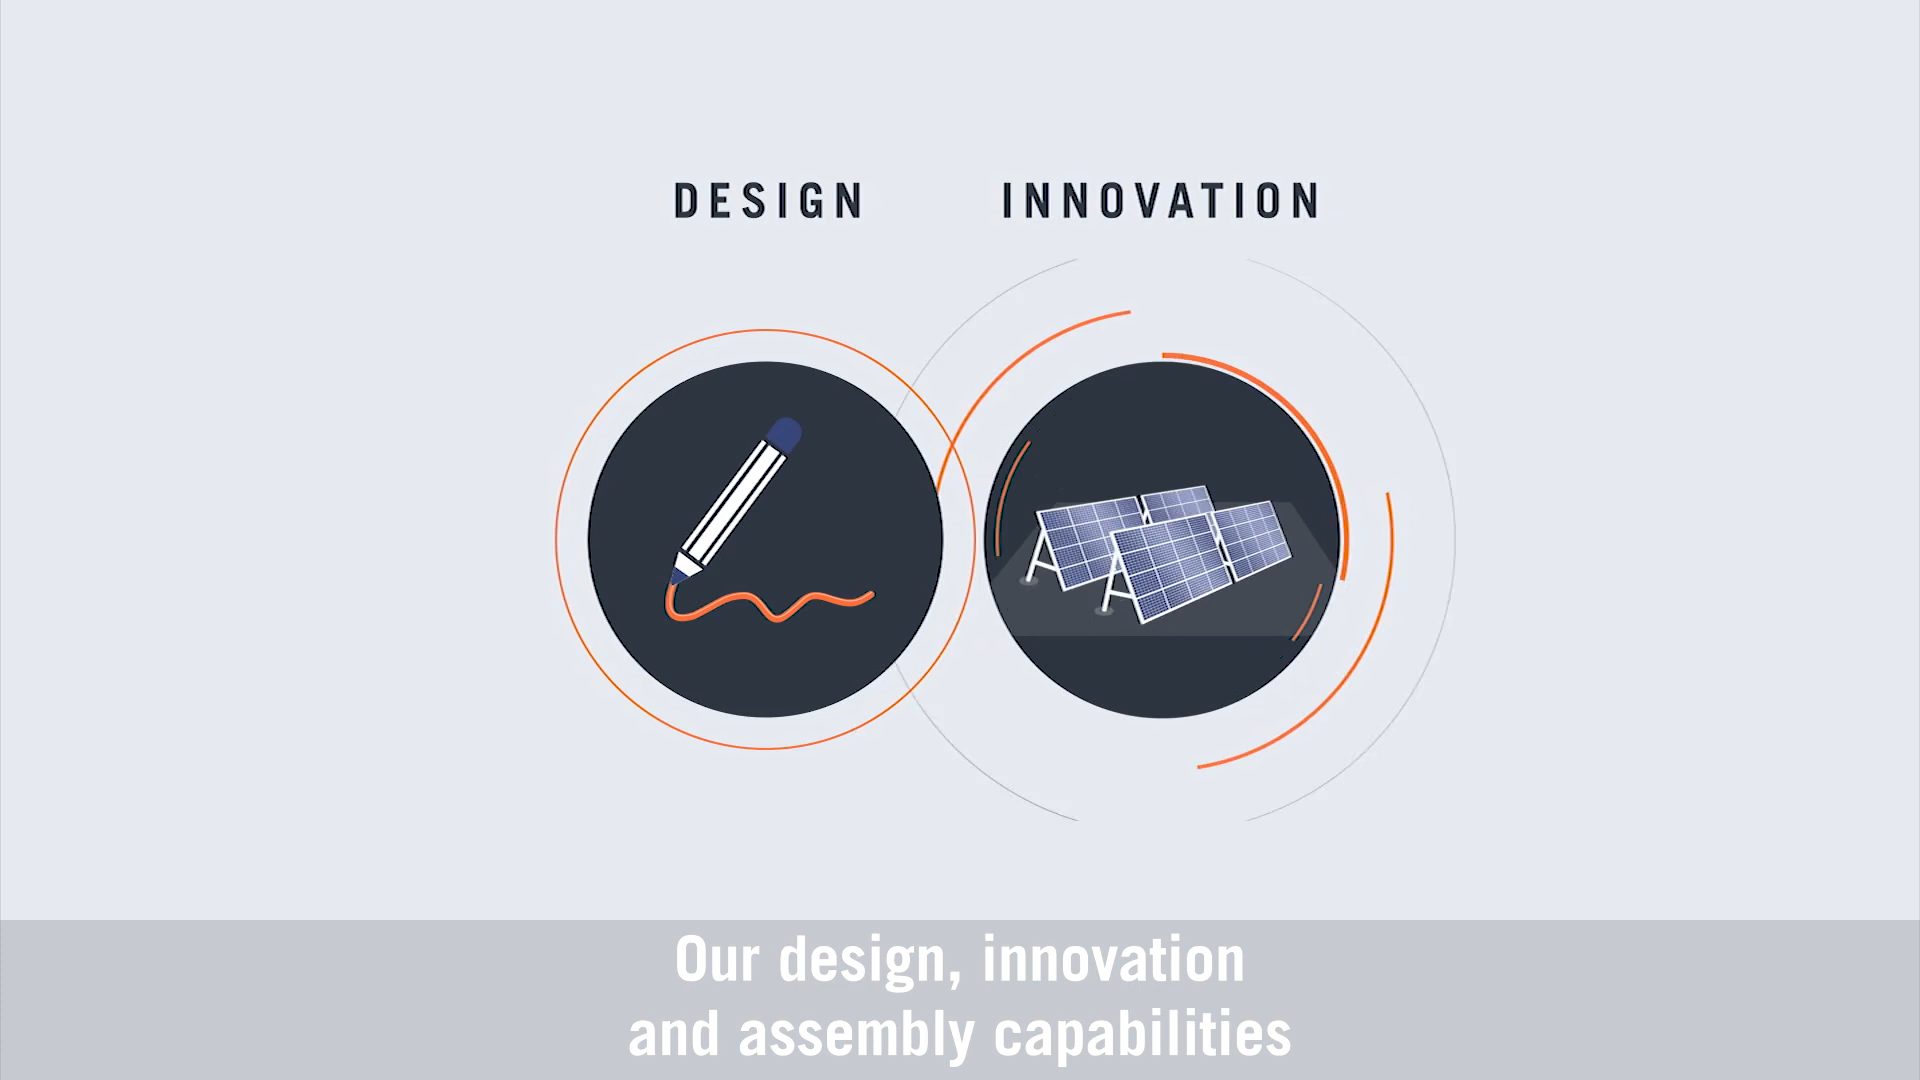 DESIGN
INNOVATION
Our design, innovation
and assembly capabilities